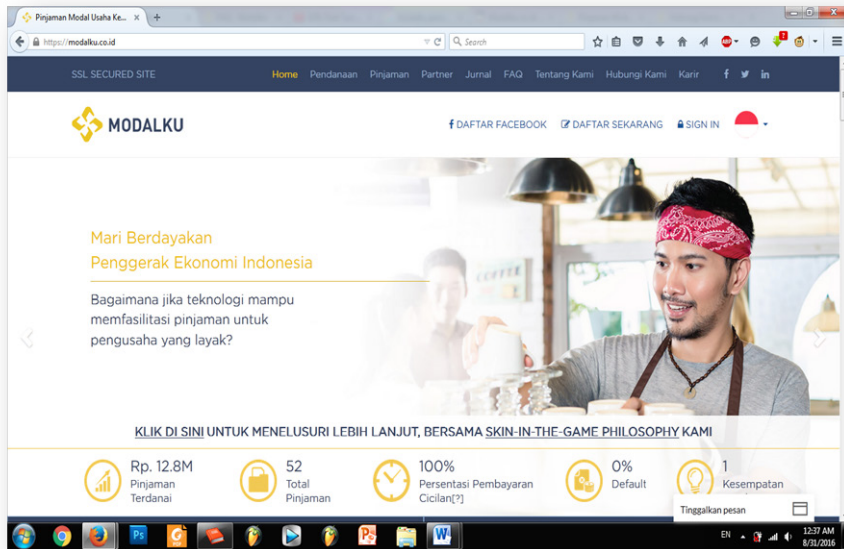 Pinjaman Modal Usaha Ke...
https://modalku.co.id
Search
SSL SECURED SITE
Home Pendanaan Pinjaman Partner Jurnal FAQ Tentang Kami Hubungi Kami Karir
MODALKU
DAFTAR FACEBOOK DAFTAR SEKARANG SIGN IN
Mari Berdayakan
Penggerak Ekonomi Indonesia
Bagaimana jika teknologi mampu
memfasilitasi pinjaman untuk
pengusaha yang layak?
COFFEE
KLIK DI SINI UNTUK MENELUSURI LEBIH LANJUT, BERSAMA SKIN-IN-THE-GAME PHILOSOPHY KAMI
Rp. 12.8M
Pinjaman
Terdanai
52
Total
Pinjaman
100%
Persentasi Pembayaran
Cicilan[?]
0%
Default
1
Kesempatan
Tinggalkan pesan
EN
12:37 AM
8/31/2016